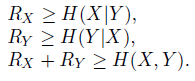 R_X ≥ H(X|Y),
R_Y ≥ H(Y|X),
R_X + R_Y ≥ H(X, Y).